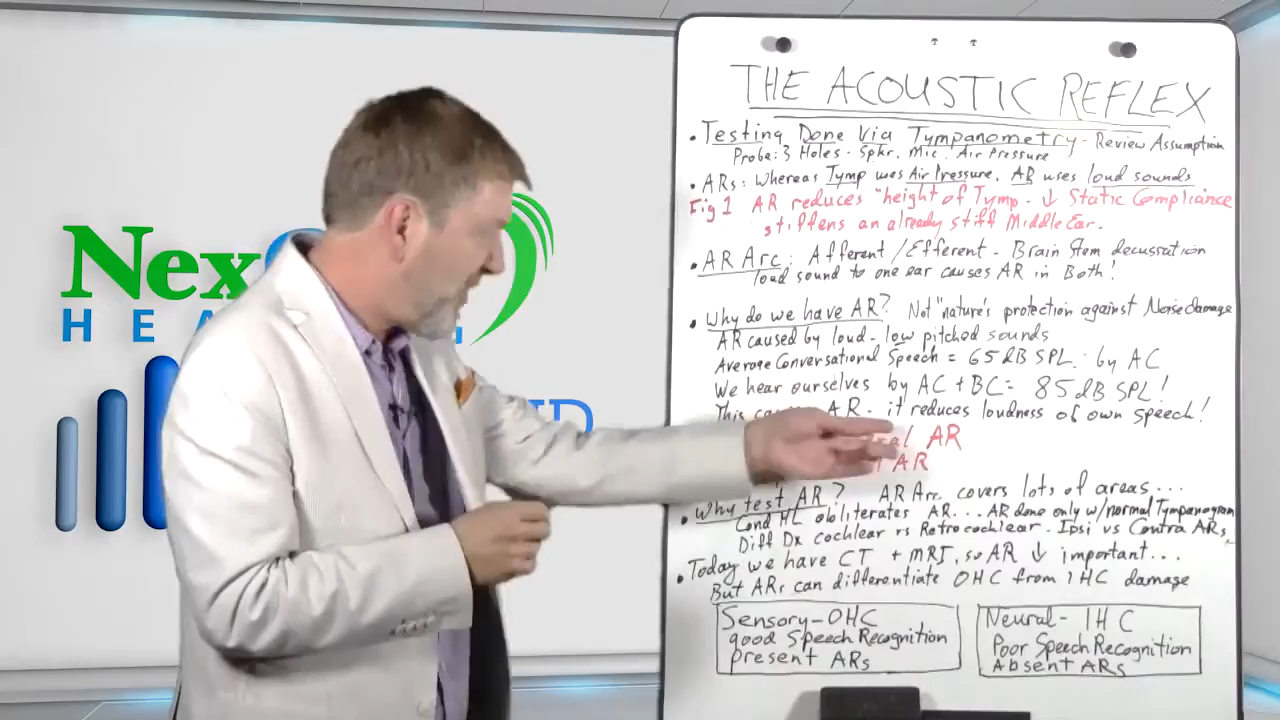 THE ACOUSTIC REFLEX
• Testing Done Via Tympanometry - Review Assumption
Probe: 3 Holes - Spkr. Mic. Air Pressure
• ARs: Whereas Tymp uses Air Pressure, AR uses loud sounds
Fig 1 AR reduces "height of Tymp - ↓ Static Compliance
stiffens an already stiff Middle Ear.
• AR Arc: Afferent/Efferent - Brain Stem decussation
loud sound to one ear causes AR in Both!
• Why do we have AR? Not "nature's protection against Noise damage
AR caused by loud - low pitched sounds
Average Conversational Speech = 65 dB SPL. by AC
We hear ourselves by AC + BC = 85 dB SPL!
This AR - it reduces loudness of own speech!
AR
AR
• Why test AR? AR Arc covers lots of areas...
Cond HL obliterates AR... AR done only w/normal Tympanogram
Diff Dx cochlear vs Retrocochlear. Ipsi vs Contra ARs,
• Today we have CT + MRI, so AR ↓ important...
But ARs can differentiate OHC from IHC damage
Sensory-OHC
good Speech Recognition
present ARs
Neural- IHC
Poor Speech Recognition
Absent ARs
Nex
HEA